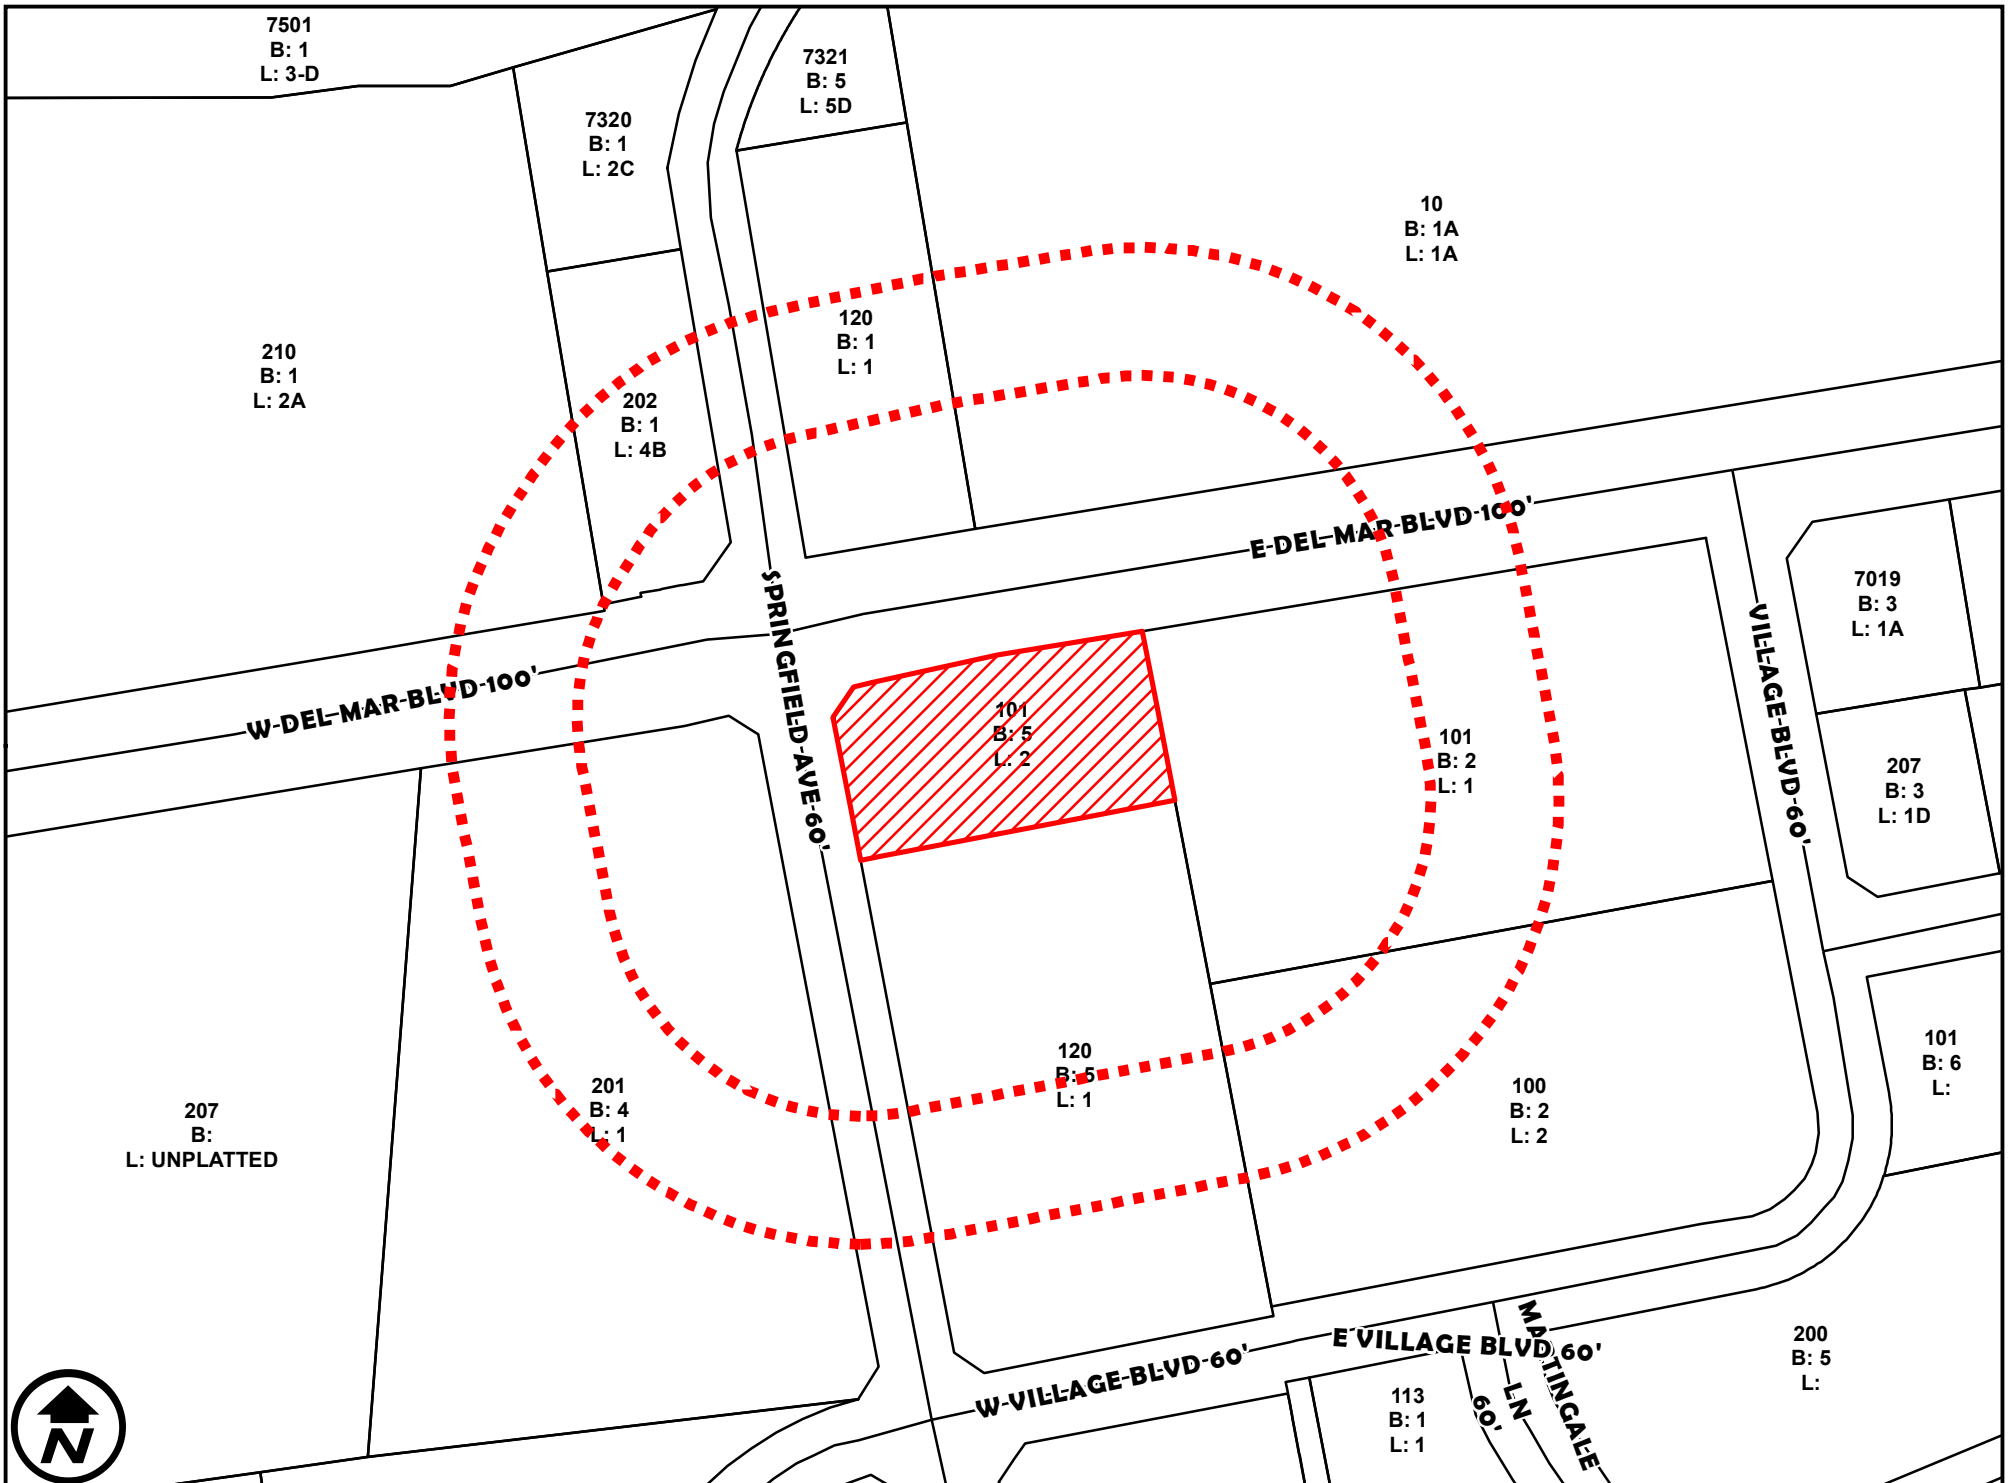 7501
B: 1
L: 3-D
7321
B: 5
L: 5D
7320
B: 1
L: 2C
10
B: 1A
L: 1A
120
B: 1
L: 1
210
B: 1
L: 2A
202
B: 1
L: 4B
E DEL MAR BLVD 100'
W DEL MAR BLVD 100'
SPRINGFIELD AVE 60'
VILLAGE BLVD 60'
7019
B: 3
L: 1A
101
B: 5
L: 2
101
B: 2
L: 1
207
B: 3
L: 1D
101
B: 6
L:
120
B: 5
L: 1
201
B: 4
L: 1
100
B: 2
L: 2
207
B:
L: UNPLATTED
E VILLAGE BLVD 60'
W VILLAGE BLVD 60'
MARTINGALE
LN
60'
200
B: 5
L:
113
B: 1
L: 1
N